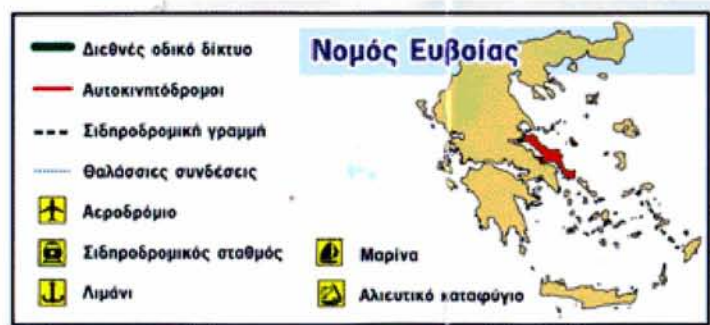 Νομός Ευβοίας
Διεθνές οδικό δίκτυο
Αυτοκινητόδρομοι
Σιδηροδρομική γραμμή
Θαλάσσιες συνδέσεις
Αεροδρόμιο
Σιδηροδρομικός σταθμός
Λιμάνι
Μαρίνα
Αλιευτικό καταφύγιο